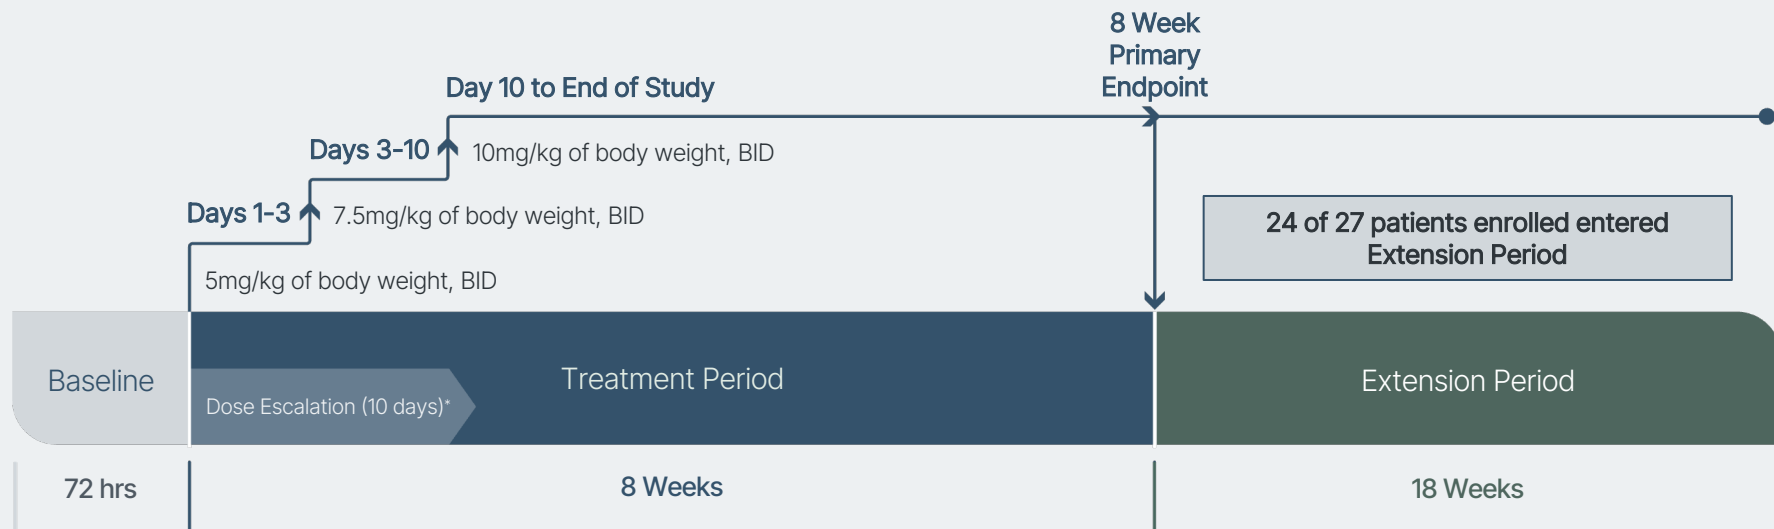 8 Week
Primary
Endpoint
Day 10 to End of Study
Days 3-10
10mg/kg of body weight, BID
Days 1-3
7.5mg/kg of body weight, BID
24 of 27 patients enrolled entered
Extension Period
5mg/kg of body weight, BID
Baseline
Treatment Period
Extension Period
Dose Escalation (10 days)*
72 hrs
8 Weeks
18 Weeks